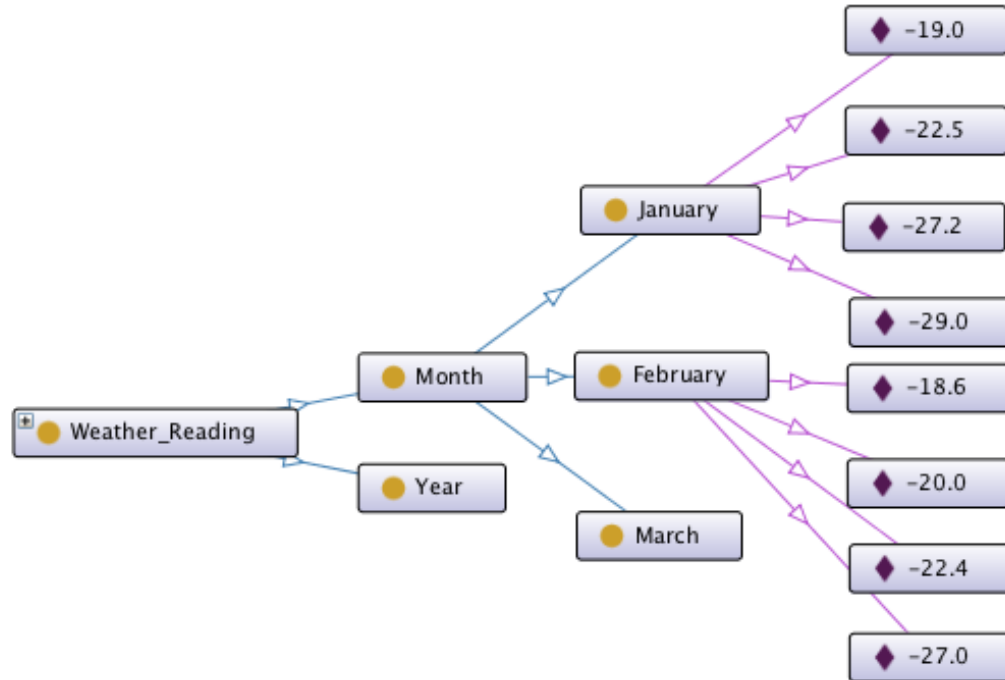 -19.0
-22.5
January
-27.2
-29.0
Month
February
-18.6
Weather_Reading
-20.0
Year
March
-22.4
-27.0